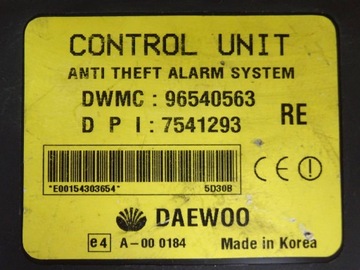 CONTROL UNIT
ANTI THEFT ALARM SYSTEM
DWMC : 96540563
D P I : 7541293
RE
"E00154303654"
5D30B
CE
DAEWOO
e4 A-00 0184
Made in Korea